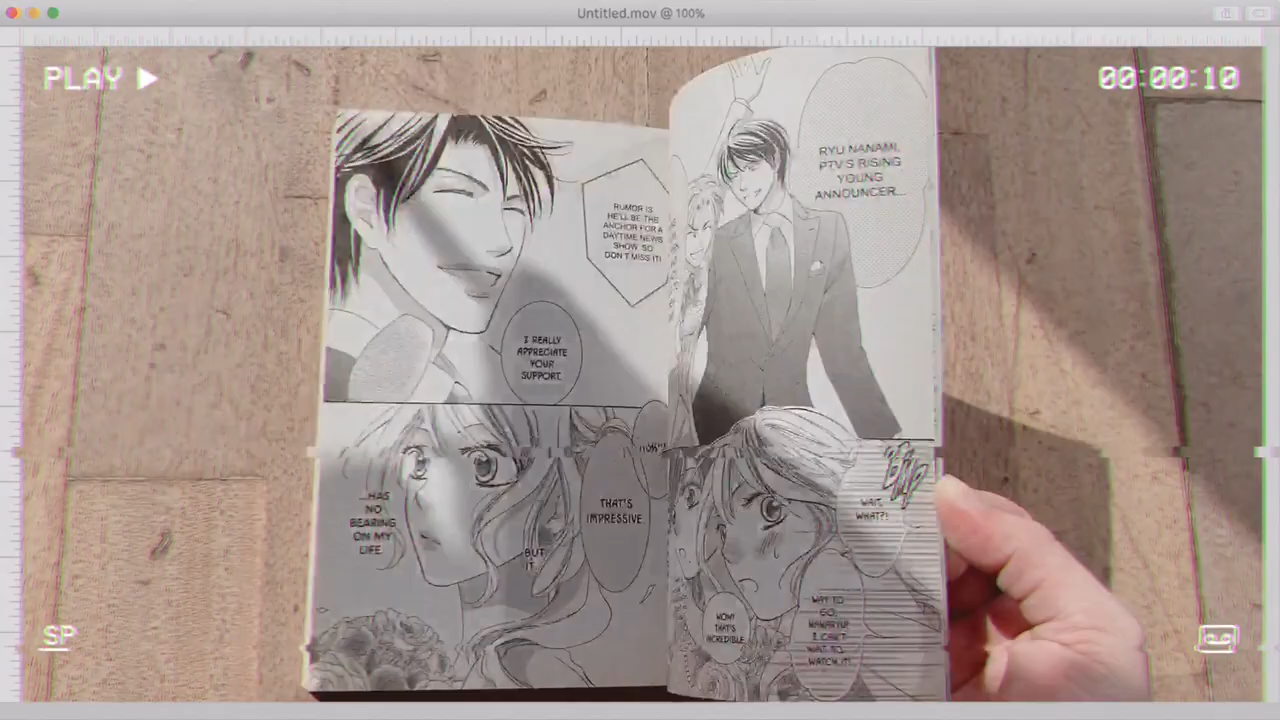 Untitled.mov @ 100%
PLAY
00:00:10
RYU NANAMI,
PTV'S RISING
YOUNG
ANNOUNCER...
RUMOR IS
HE'LL BE THE
ANCHOR FOR A
DAYTIME NEWS
SHOW, SO
DON'T MISS IT!
I REALLY
APPRECIATE
YOUR
SUPPORT.
WAIT,
WHAT?!
WOW!
THAT'S
INCREDIBLE.
WAY TO
GO,
I CAN'T
WAIT TO
WATCH IT!
THAT'S
IMPRESSIVE.
BUT
IT...
...HAS
NO
BEARING
ON MY
LIFE.
SP